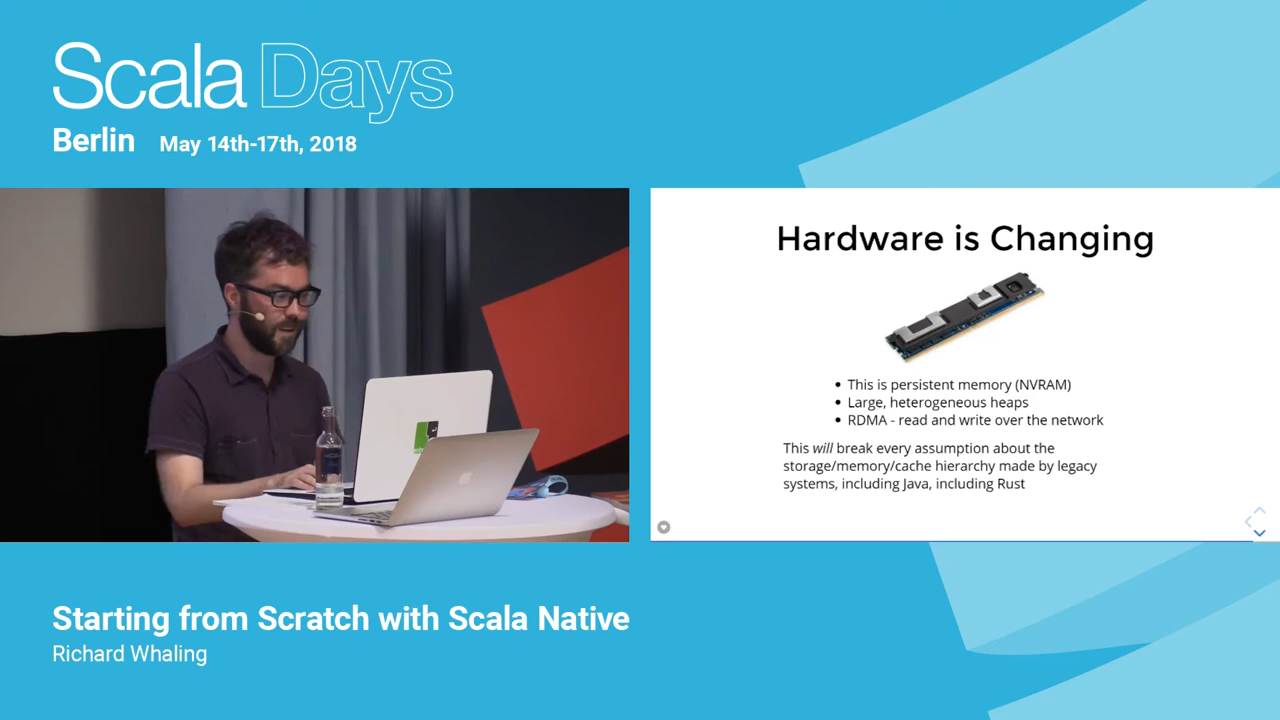 Scala Days
Berlin May 14th-17th, 2018
Hardware is Changing
• This is persistent memory (NVRAM)
• Large, heterogeneous heaps
• RDMA - read and write over the network
This will break every assumption about the
storage/memory/cache hierarchy made by legacy
systems, including Java, including Rust
Starting from Scratch with Scala Native
Richard Whaling